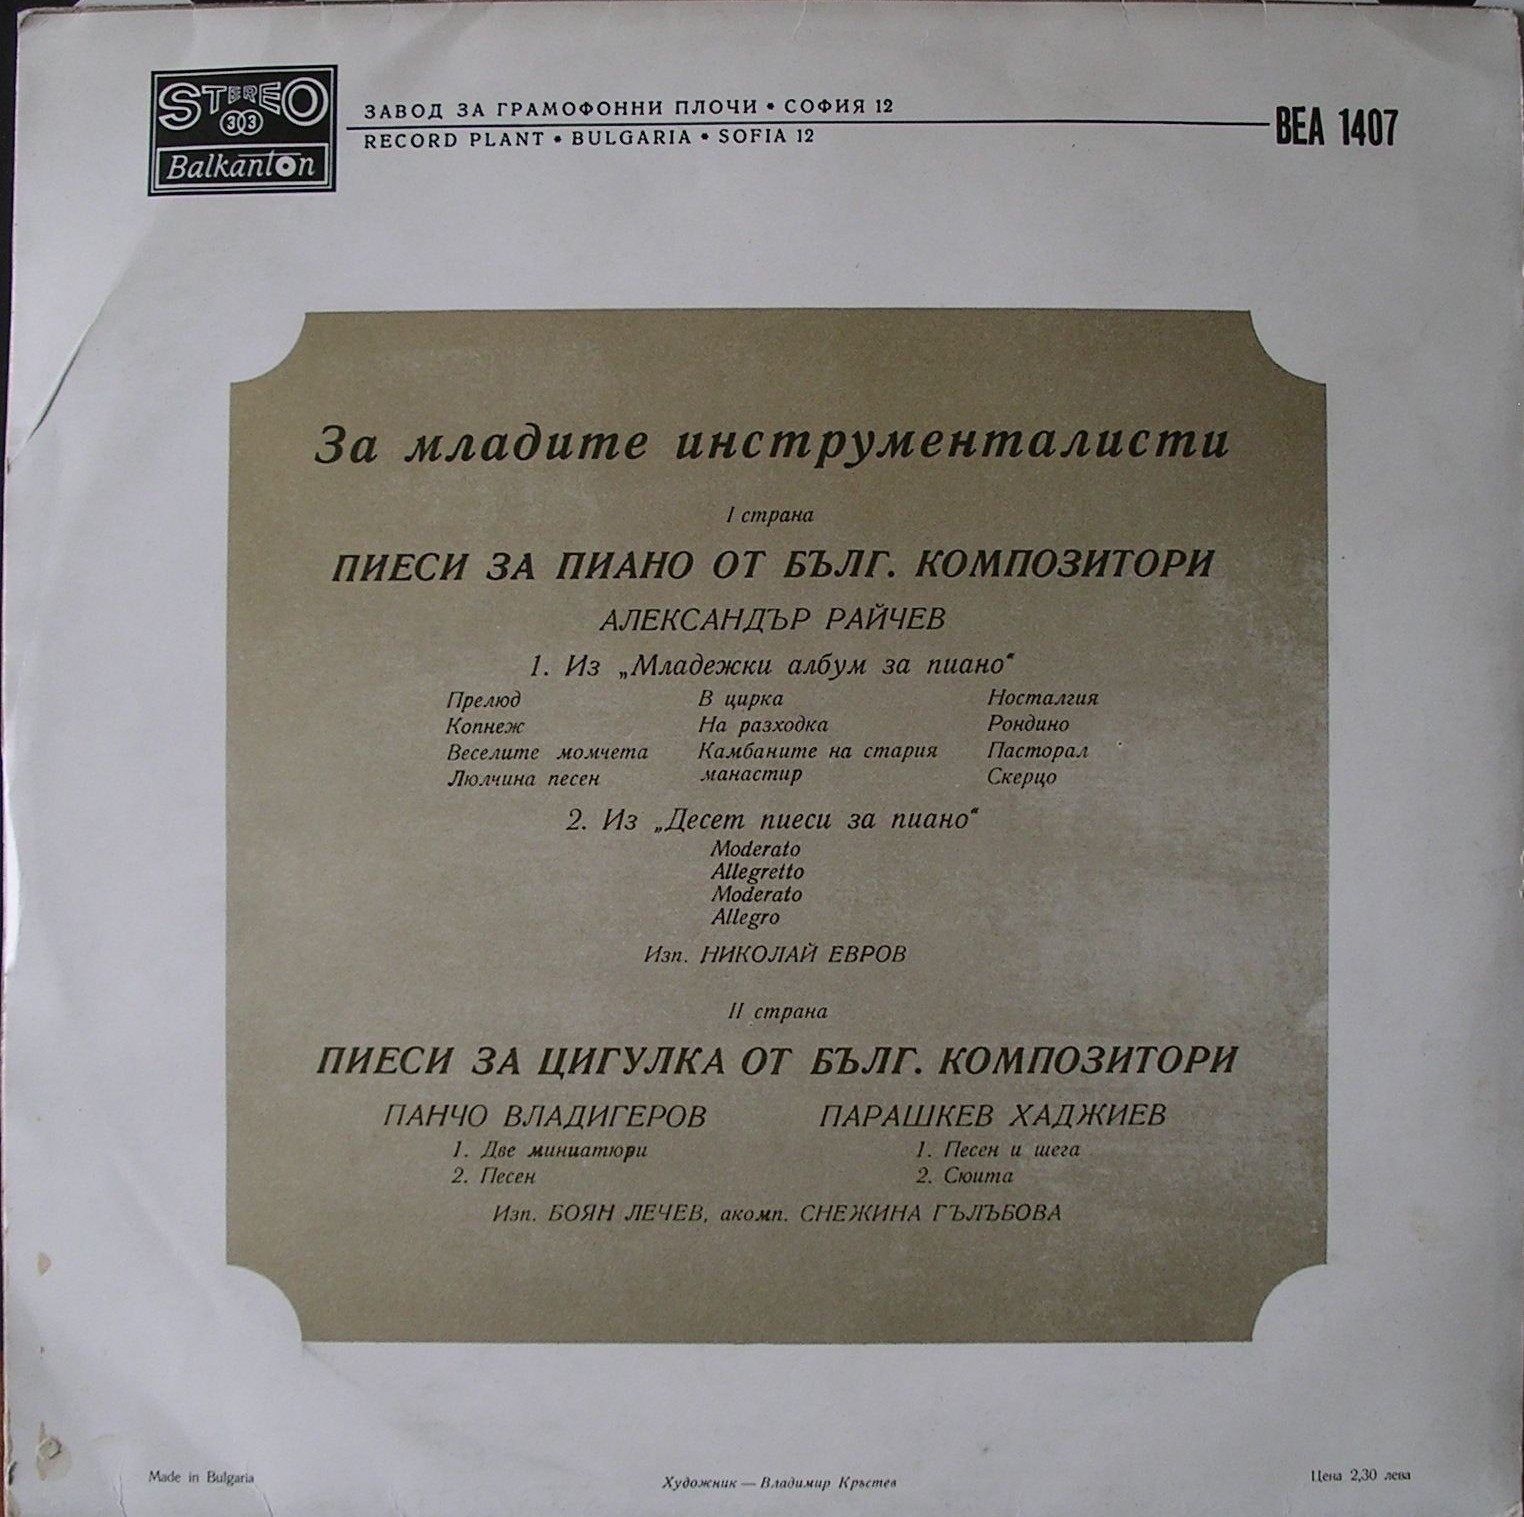 STEREO
33
Balkanton
ЗАВОД ЗА ГРАМОФОННИ ПЛОЧИ • СОФИЯ 12
RECORD PLANT • BULGARIA • SOFIA 12
ВЕА 1407
За младите инструменталисти
I страна
ПИЕСИ ЗА ПИАНО ОТ БЪЛГ. КОМПОЗИТОРИ
АЛЕКСАНДЪР РАЙЧЕВ
1. Из „Младежки албум за пиано“
Прелюд
Копнеж
Веселите момчета
Люлчина песен
В цирка
На разходка
Камбаните на стария
манастир
Носталгия
Рондино
Пасторал
Скерцо
2. Из „Десет пиеси за пиано“
Moderato
Allegretto
Moderato
Allegro
Изп. НИКОЛАЙ ЕВРОВ
II страна
ПИЕСИ ЗА ЦИГУЛКА ОТ БЪЛГ. КОМПОЗИТОРИ
ПАНЧО ВЛАДИГЕРОВ
1. Две миниатюри
2. Песен
ПАРАШКЕВ ХАДЖИЕВ
1. Песен и шега
2. Сюита
Изп. БОЯН ЛЕЧЕВ, акомп. СНЕЖИНА ГЪЛЪБОВА
Made in Bulgaria
Художник — Владимир Кръстев
Цена 2,30 лева